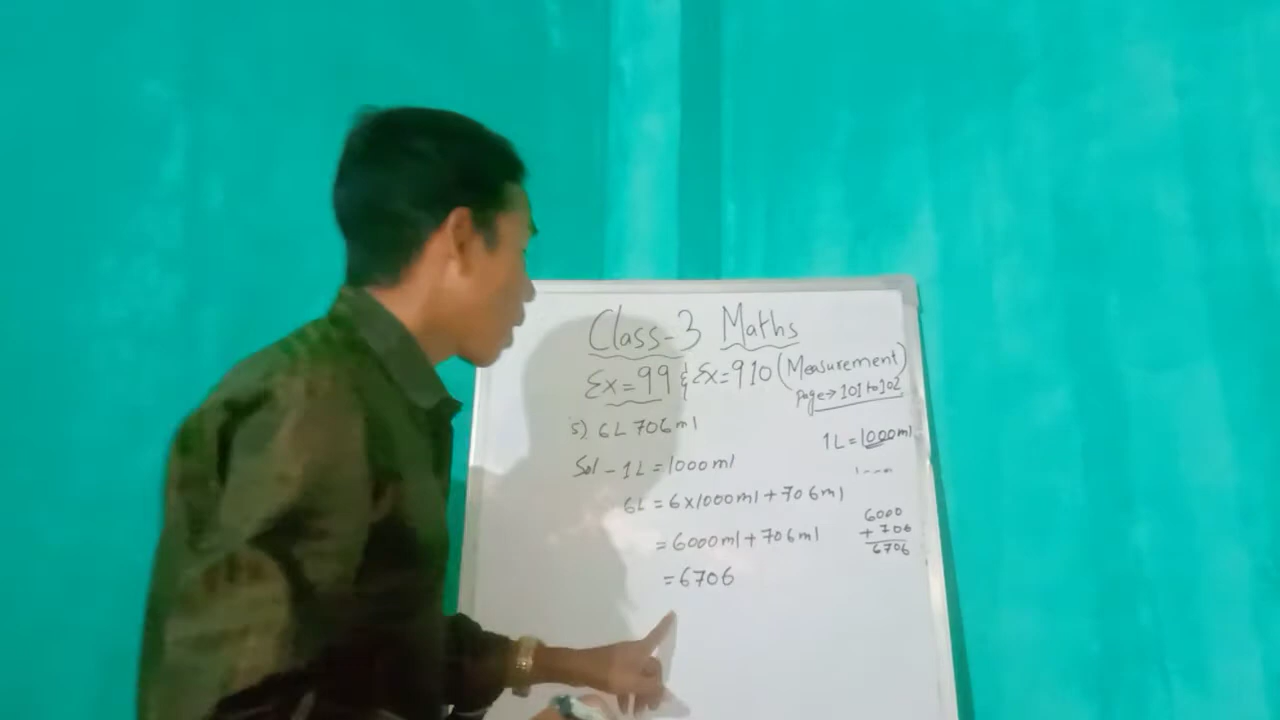 Class-3 Maths
Ex=99 & Ex=910 (Measurement)
page→101 to 102
5) 6L 706ml
1L=1000ml
Sol - 1L=1000ml
6L=6x1000ml+706ml
=6000ml+706ml
=6706
6000
+706
6706